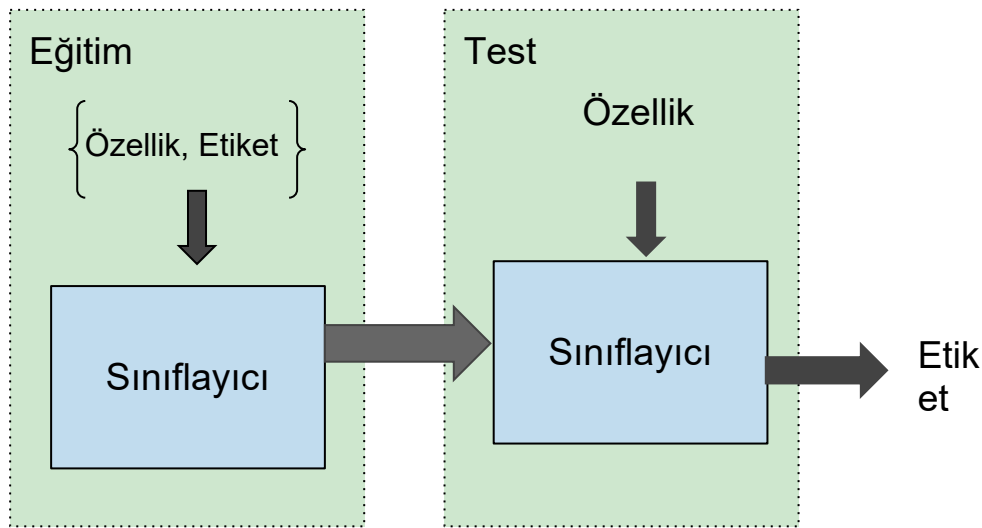 Eğitim
{Özellik, Etiket}
Sınıflayıcı
Test
Özellik
Sınıflayıcı
Etik
et